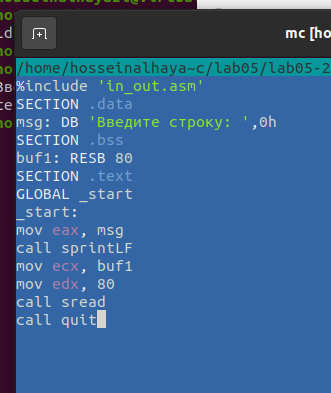 mc [ho
/home/hosseinalhaya~c/lab05/lab05-2
%include 'in_out.asm'
SECTION .data
msg: DB 'Введите строку: ',0h
SECTION .bss
buf1: RESB 80
SECTION .text
GLOBAL _start
_start:
mov eax, msg
call sprintLF
mov ecx, buf1
mov edx, 80
call sread
call quit